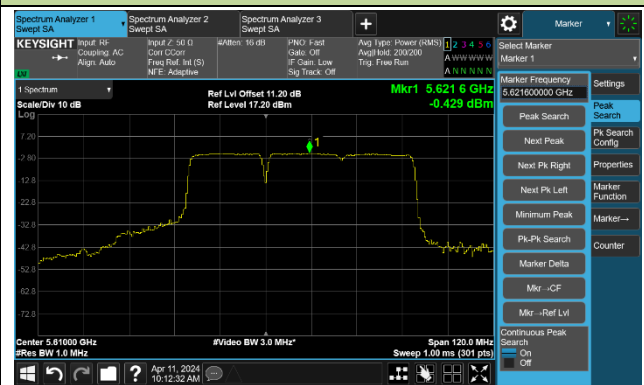 Spectrum Analyzer 1
Swept SA
Spectrum Analyzer 2
Swept SA
Spectrum Analyzer 3
Swept SA
+
Marker
KEYSIGHT
Input: RF
Coupling: AC
Align: Auto
Input Z: 50 Ω
Corr CCorr
Freq Ref: Int (S)
NFE: Adaptive
#Atten: 16 dB
PNO: Fast
Gate: Off
IF Gain: Low
Sig Track: Off
Avg Type: Power (RMS)
Avg|Hold: 200/200
Trig: Free Run
1 2 3 4 5 6
A W W W W W
A N N N N N
LXI
Select Marker
Marker 1
1 Spectrum
Scale/Div 10 dB
Log
Ref Lvl Offset 11.20 dB
Ref Level 17.20 dBm
Mkr1 5.621 6 GHz
-0.429 dBm
7.20
-2.80
-12.8
-22.8
-32.8
-42.8
-52.8
-62.8
-72.8
1
Center 5.61000 GHz
#Res BW 1.0 MHz
#Video BW 3.0 MHz*
Span 120.0 MHz
Sweep 1.00 ms (301 pts)
Marker Frequency
5.621600000 GHz
Peak Search
Next Peak
Next Pk Right
Next Pk Left
Minimum Peak
Pk-Pk Search
Marker Delta
Mkr→CF
Mkr→Ref Lvl
Continuous Peak
Search
On
Off
Settings
Peak
Search
Pk Search
Config
Properties
Marker
Function
Marker→
Counter
?
Apr 11, 2024
10:12:32 AM